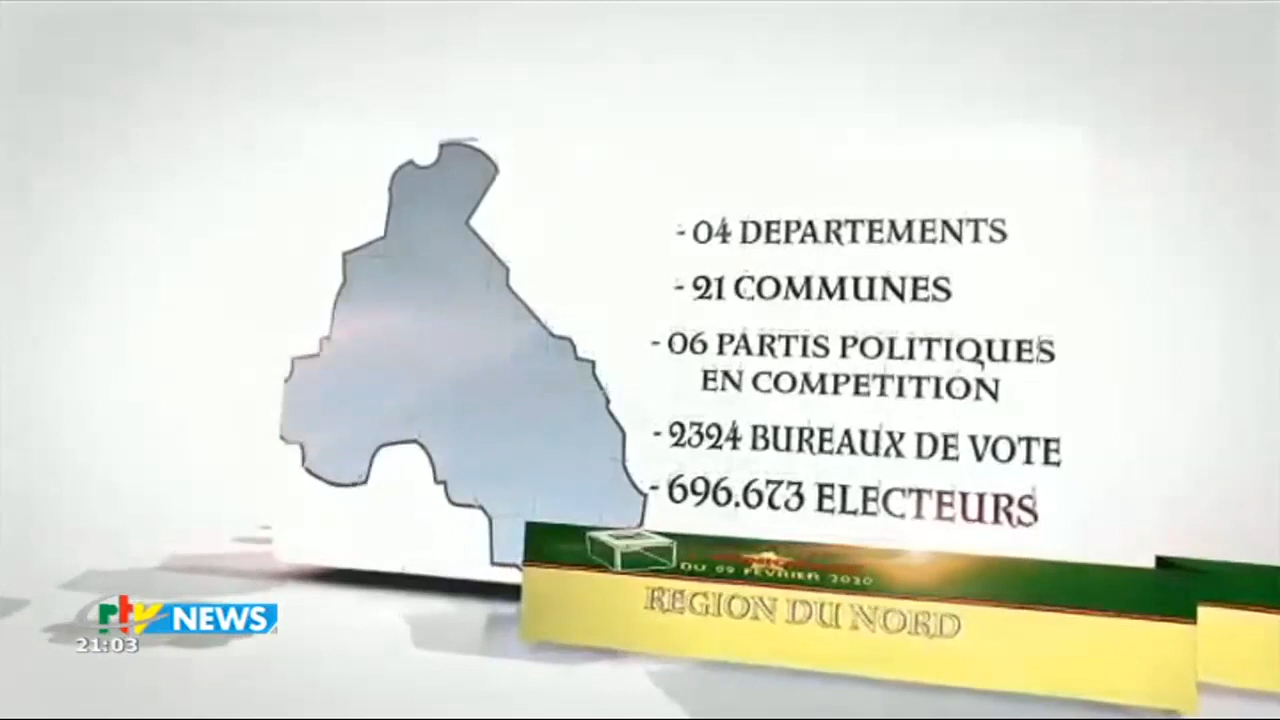 - 04 DEPARTEMENTS
- 21 COMMUNES
- 06 PARTIS POLITIQUES
EN COMPETITION
- 2324 BUREAUX DE VOTE
- 696.673 ELECTEURS
DU 09 FEVRIER 2020
REGION DU NORD
rtv NEWS
21:03